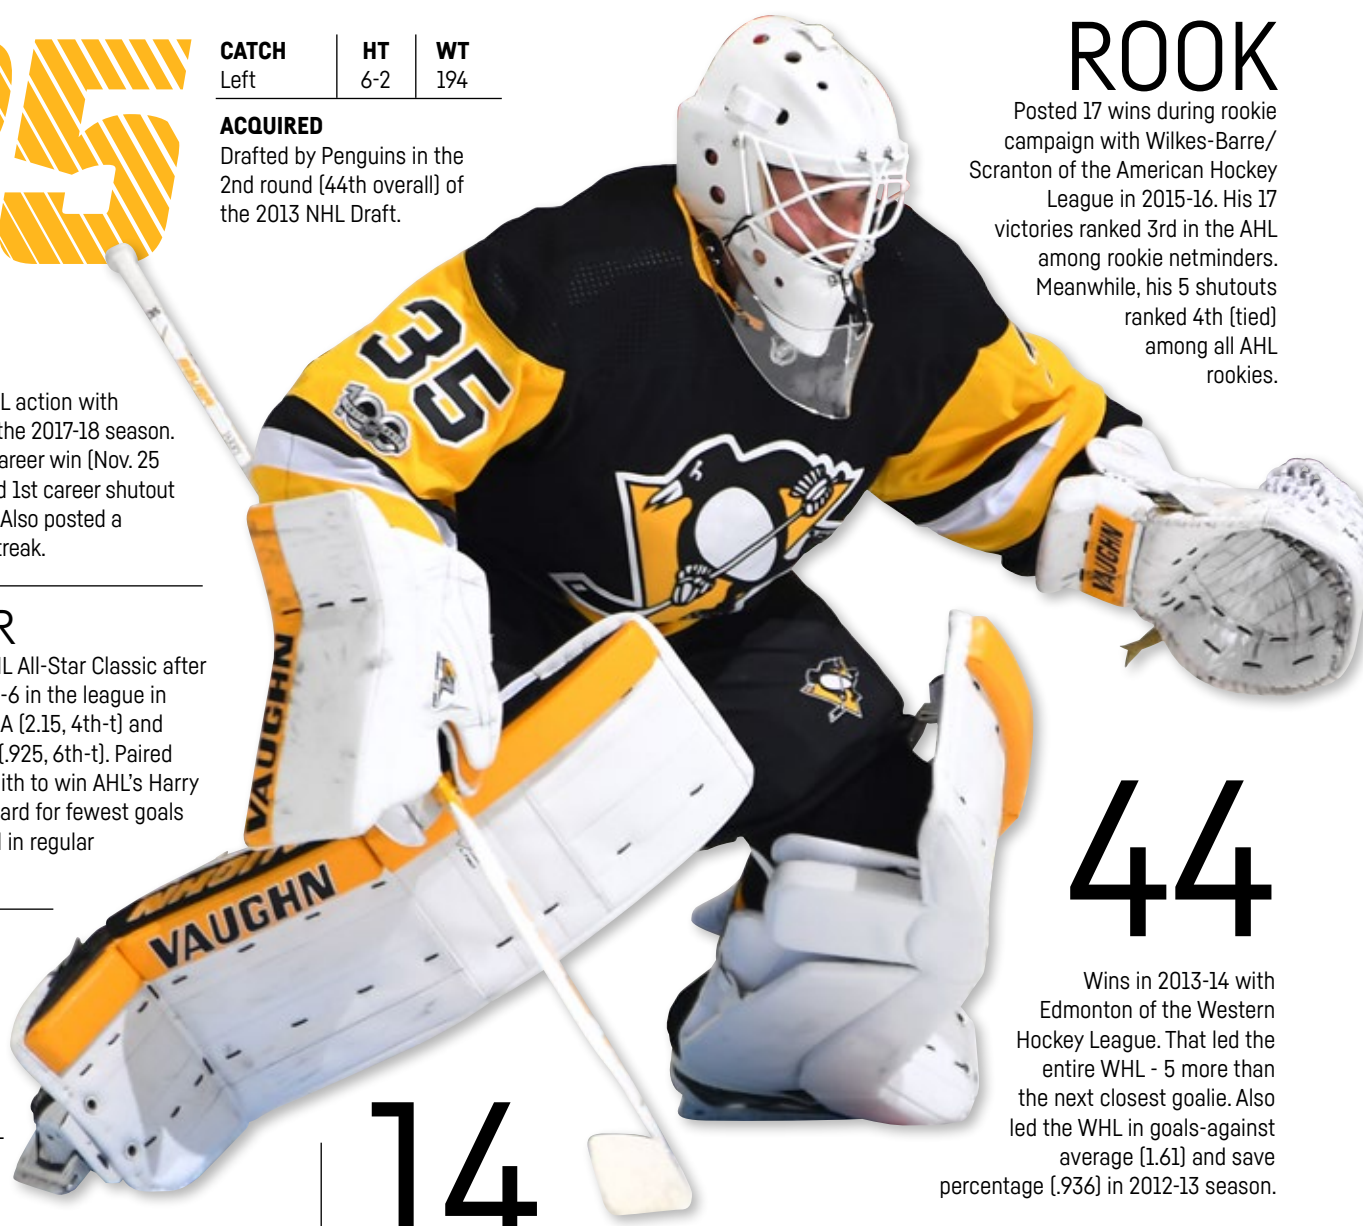 35
CATCH HT WT
Left 6-2 194
ACQUIRED
Drafted by Penguins in the
2nd round (44th overall) of
the 2013 NHL Draft.
ROOK
Posted 17 wins during rookie
campaign with Wilkes-Barre/
Scranton of the American Hockey
League in 2015-16. His 17
victories ranked 3rd in the AHL
among rookie netminders.
Meanwhile, his 5 shutouts
ranked 4th (tied)
among all AHL
rookies.
action with
the 2017-18 season.
career win (Nov. 25
1st career shutout
Also posted a
R
All-Star Classic after
-6 in the league in
(2.15, 4th-t) and
(.925, 6th-t). Paired
to win AHL's Harry
for fewest goals
in regular
35
100
BAUER
VAUGHN
VAUGHN
VAUGHN
44
Wins in 2013-14 with
Edmonton of the Western
Hockey League. That led the
entire WHL - 5 more than
the next closest goalie. Also
led the WHL in goals-against
average (1.61) and save
percentage (.936) in 2012-13 season.
14